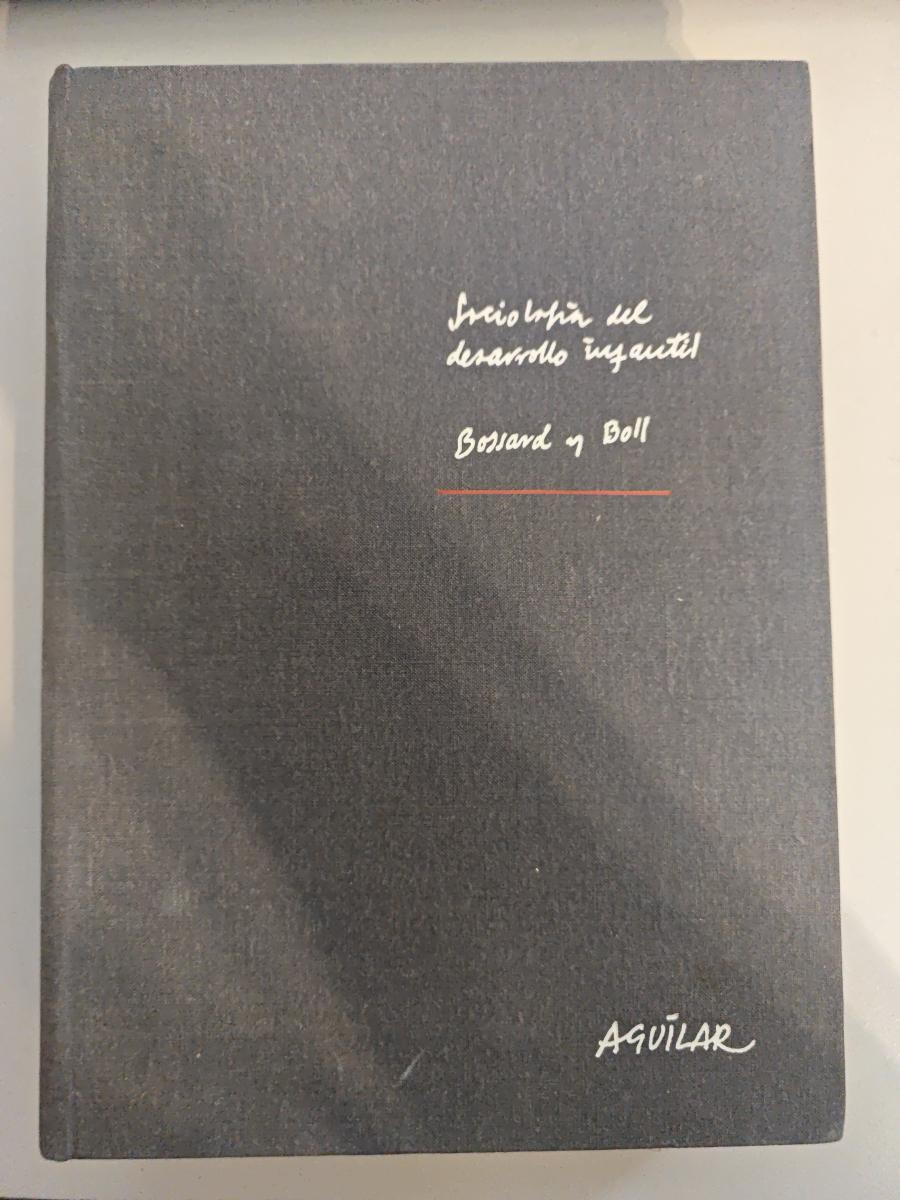 Sociología del
desarrollo infantil
Bossard y Boll
AGUILAR